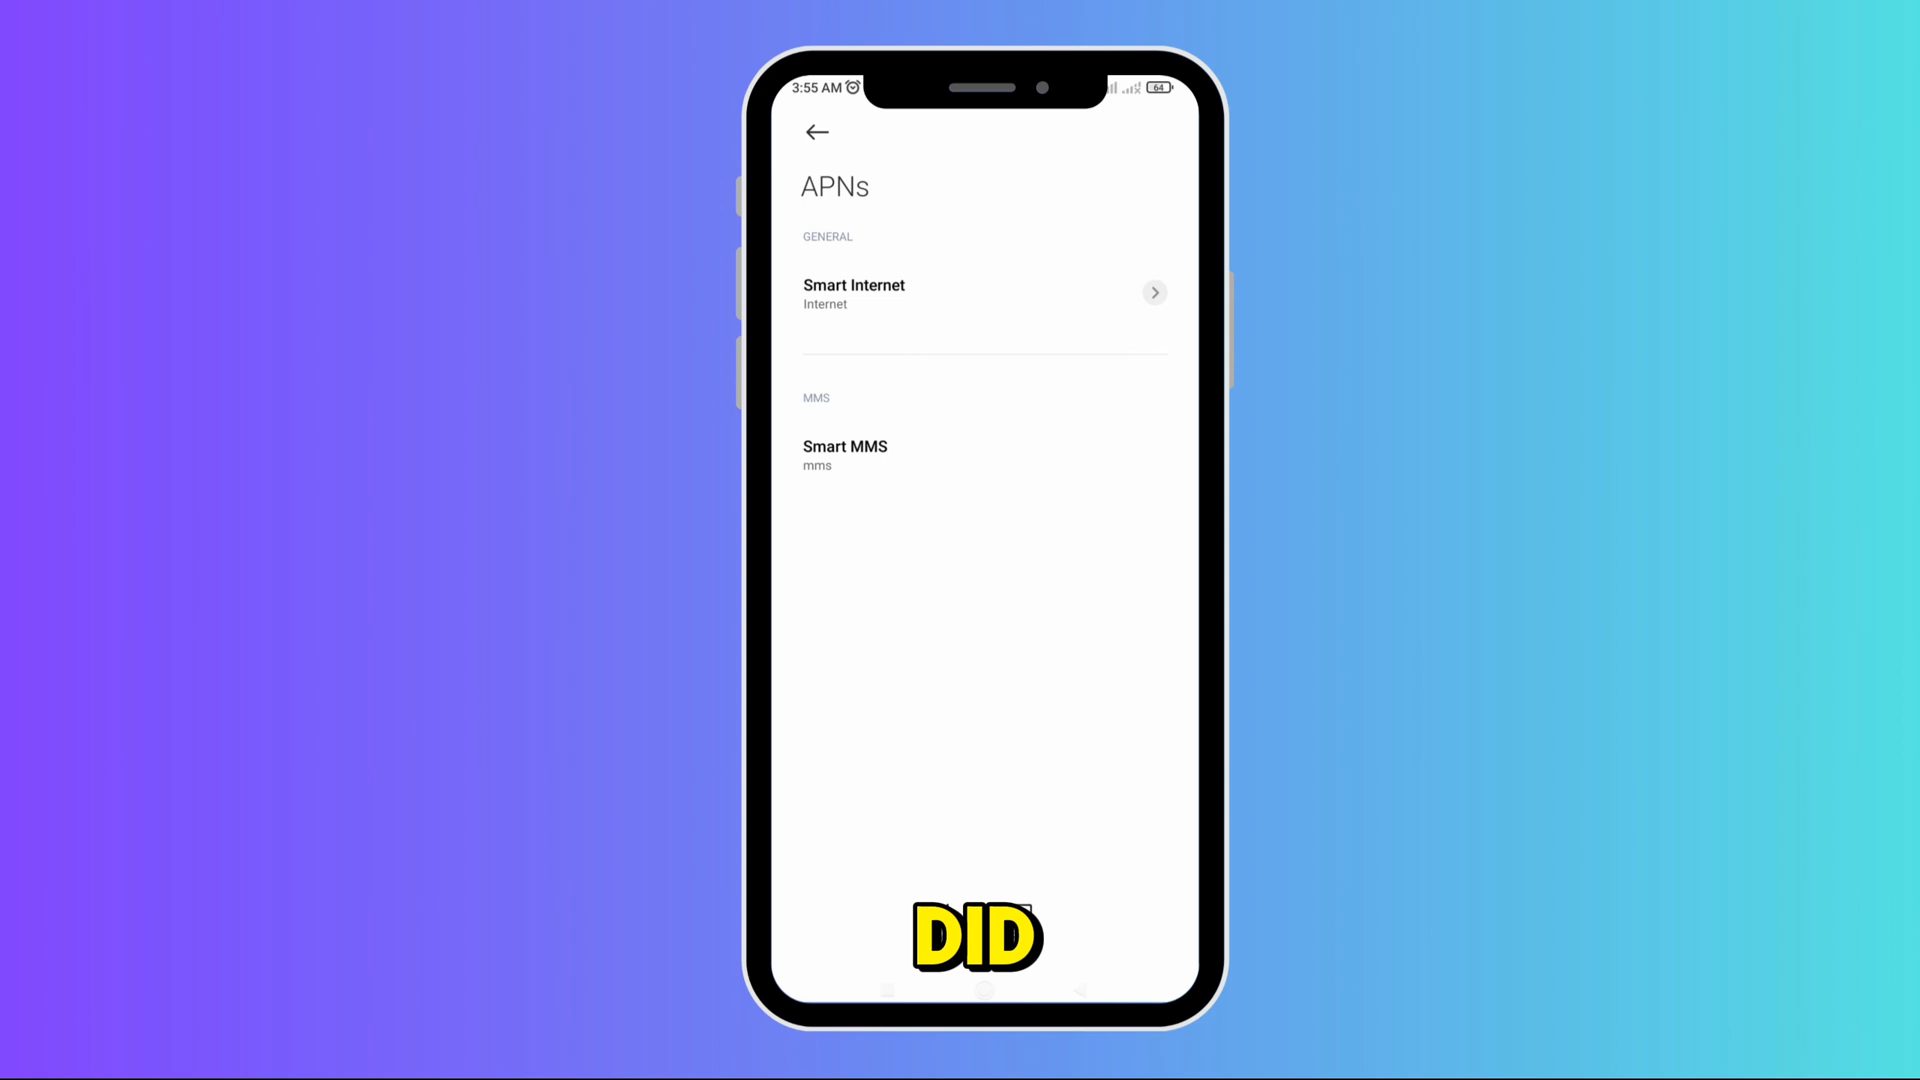 3:55 AM
64
APNs
GENERAL
Smart Internet
Internet
MMS
Smart MMS
mms
DID